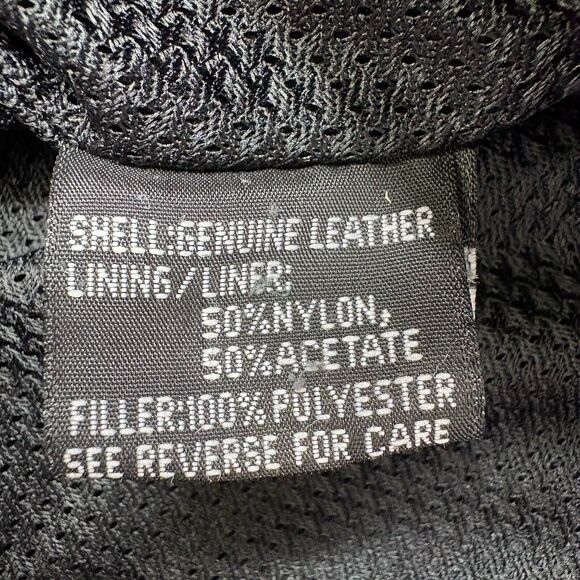 SHELL:GENUINE LEATHER
LINING/LINER:
50%NYLON,
50%ACETATE
FILLER:100% POLYESTER
SEE REVERSE FOR CARE